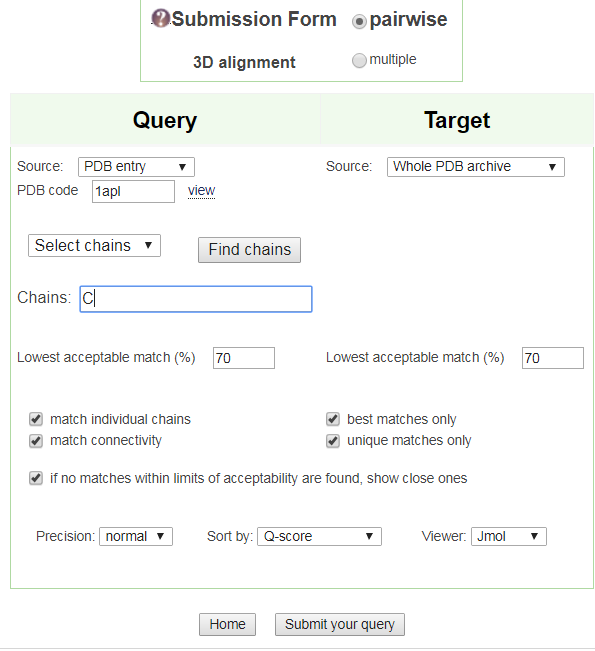 Submission Form pairwise
3D alignment multiple
Query Target
Source: PDB entry Source: Whole PDB archive
PDB code 1apl view
Select chains Find chains
Chains: C
Lowest acceptable match (%) 70 Lowest acceptable match (%) 70
match individual chains best matches only
match connectivity unique matches only
if no matches within limits of acceptability are found, show close ones
Precision: normal Sort by: Q-score Viewer: Jmol
Home Submit your query